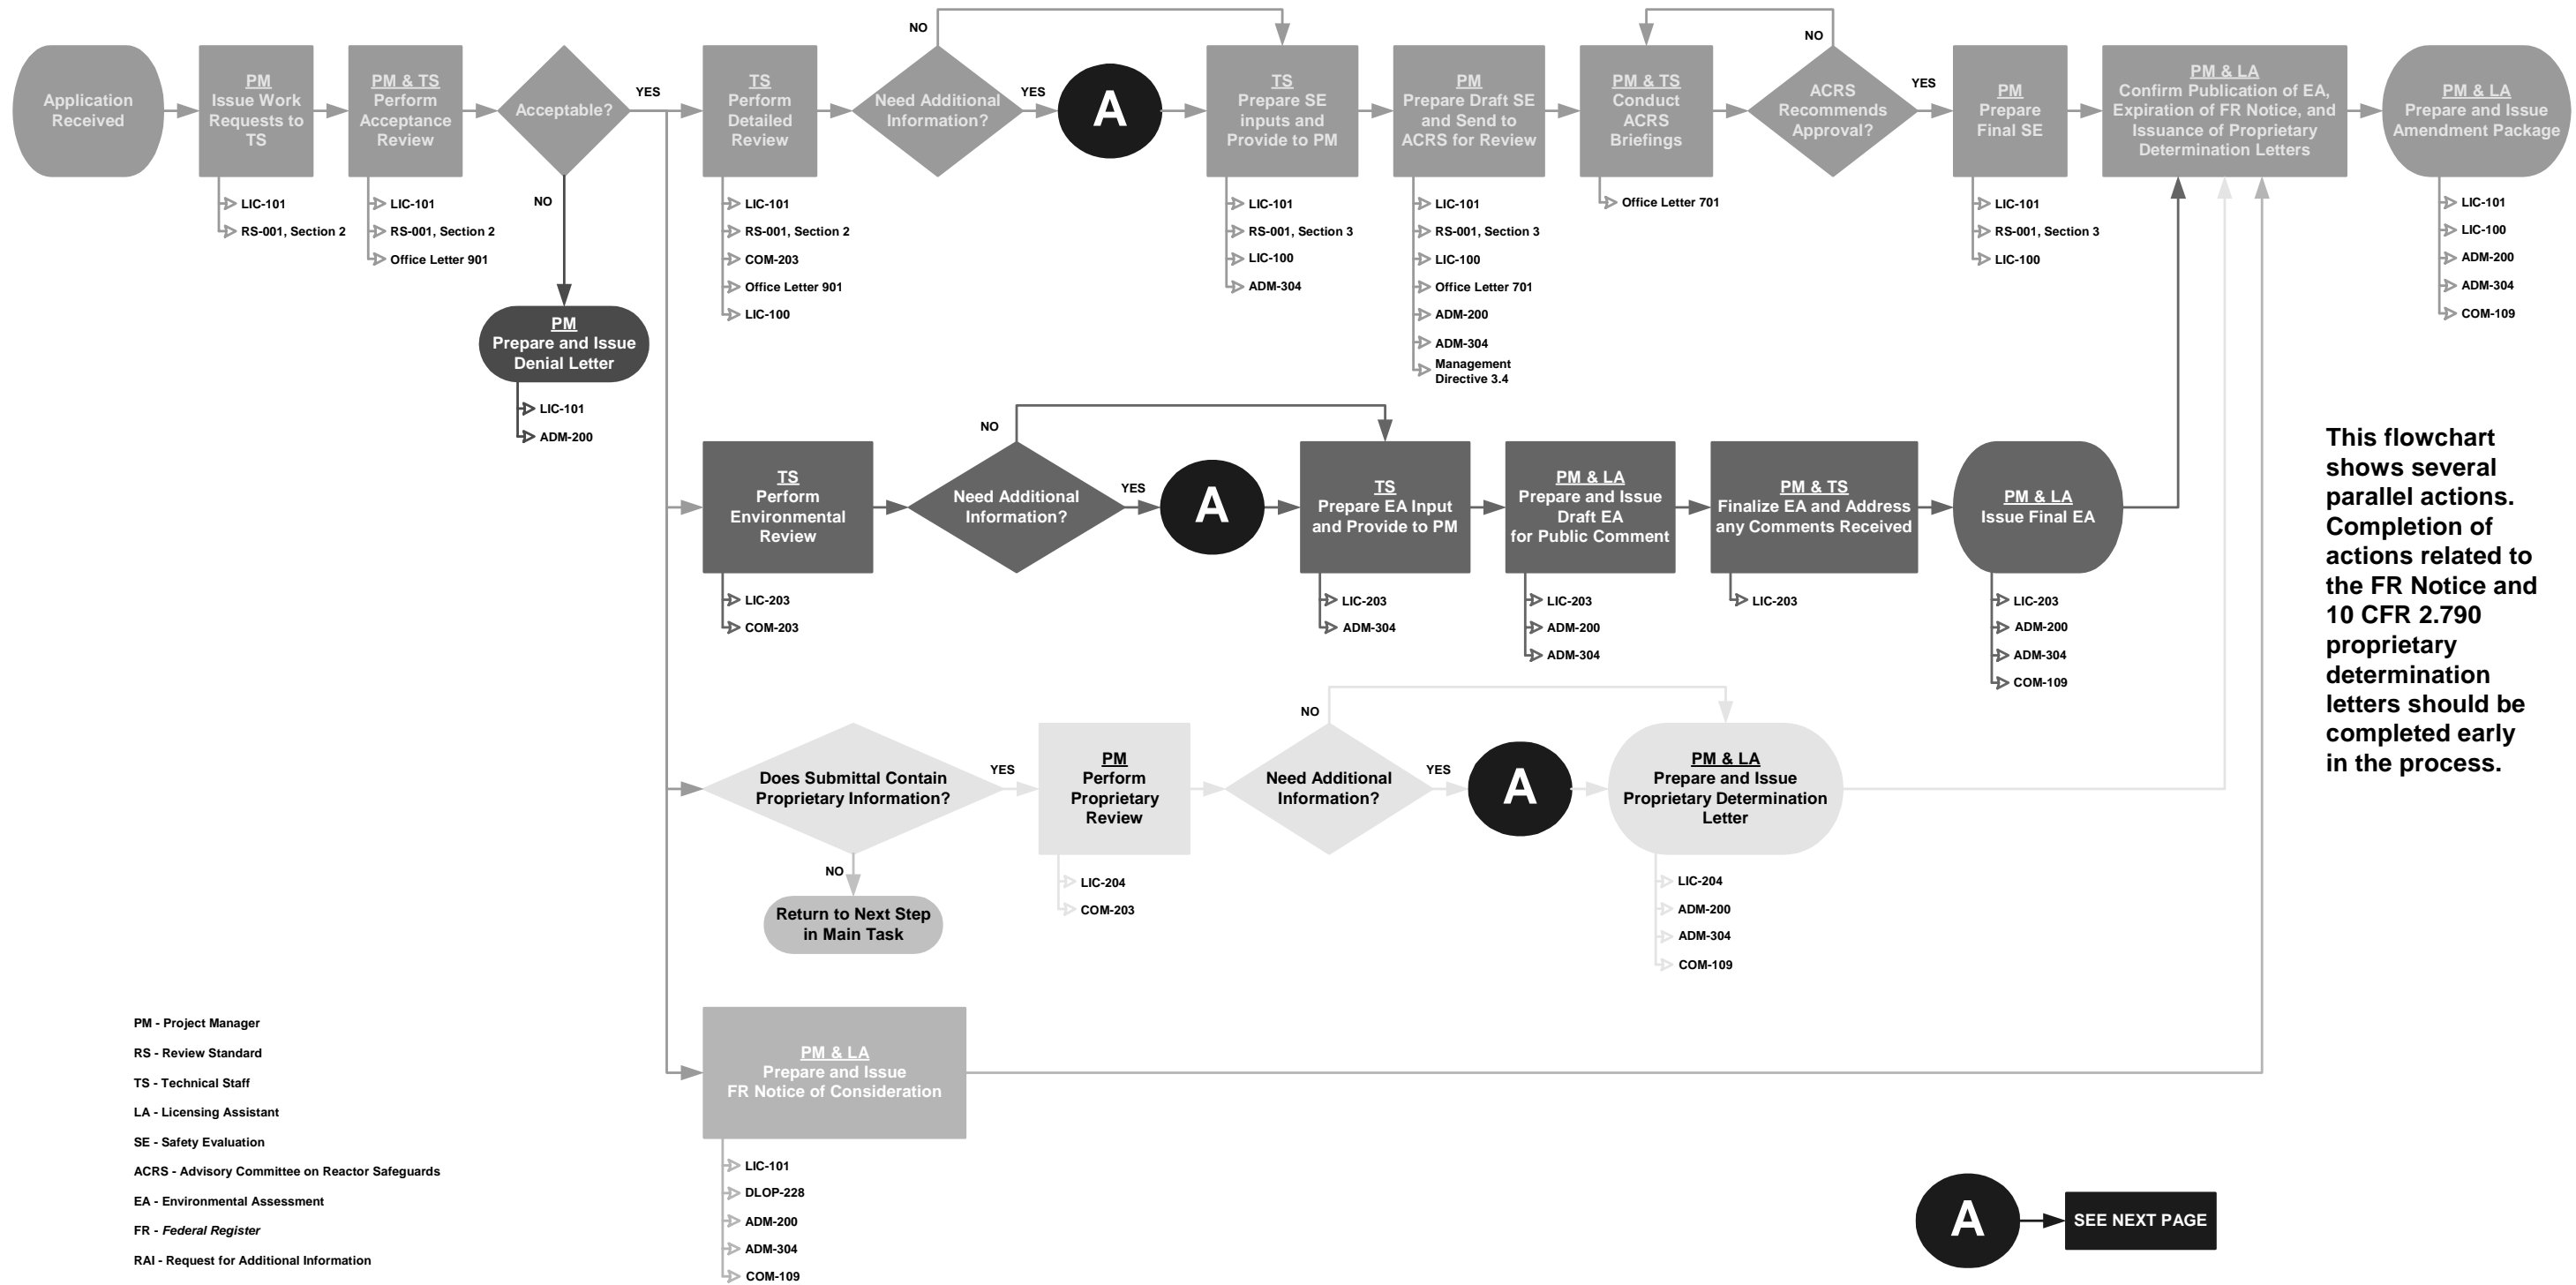 Application
Received
PM
Issue Work
Requests to
TS
LIC-101
RS-001, Section 2
PM & TS
Perform
Acceptance
Review
LIC-101
RS-001, Section 2
Office Letter 901
Acceptable?
YES
NO
PM
Prepare and Issue
Denial Letter
LIC-101
ADM-200
TS
Perform
Detailed
Review
LIC-101
RS-001, Section 2
COM-203
Office Letter 901
LIC-100
Need Additional
Information?
NO
YES
A
TS
Prepare SE
inputs and
Provide to PM
LIC-101
RS-001, Section 3
LIC-100
ADM-304
PM
Prepare Draft SE
and Send to
ACRS for Review
LIC-101
RS-001, Section 3
LIC-100
Office Letter 701
ADM-200
ADM-304
Management
Directive 3.4
PM & TS
Conduct
ACRS
Briefings
Office Letter 701
ACRS
Recommends
Approval?
NO
YES
PM
Prepare
Final SE
LIC-101
RS-001, Section 3
LIC-100
PM & LA
Confirm Publication of EA,
Expiration of FR Notice, and
Issuance of Proprietary
Determination Letters
PM & LA
Prepare and Issue
Amendment Package
LIC-101
LIC-100
ADM-200
ADM-304
COM-109
TS
Perform
Environmental
Review
LIC-203
COM-203
Need Additional
Information?
NO
YES
A
TS
Prepare EA Input
and Provide to PM
LIC-203
ADM-304
PM & LA
Prepare and Issue
Draft EA
for Public Comment
LIC-203
ADM-200
ADM-304
PM & TS
Finalize EA and Address
any Comments Received
LIC-203
PM & LA
Issue Final EA
LIC-203
ADM-200
ADM-304
COM-109
This flowchart
shows several
parallel actions.
Completion of
actions related to
the FR Notice and
10 CFR 2.790
proprietary
determination
letters should be
completed early
in the process.
Does Submittal Contain
Proprietary Information?
YES
NO
Return to Next Step
in Main Task
PM
Perform
Proprietary
Review
LIC-204
COM-203
Need Additional
Information?
NO
YES
A
PM & LA
Prepare and Issue
Proprietary Determination
Letter
LIC-204
ADM-200
ADM-304
COM-109
PM & LA
Prepare and Issue
FR Notice of Consideration
LIC-101
DLOP-228
ADM-200
ADM-304
COM-109
PM - Project Manager
RS - Review Standard
TS - Technical Staff
LA - Licensing Assistant
SE - Safety Evaluation
ACRS - Advisory Committee on Reactor Safeguards
EA - Environmental Assessment
FR - Federal Register
RAI - Request for Additional Information
A
SEE NEXT PAGE